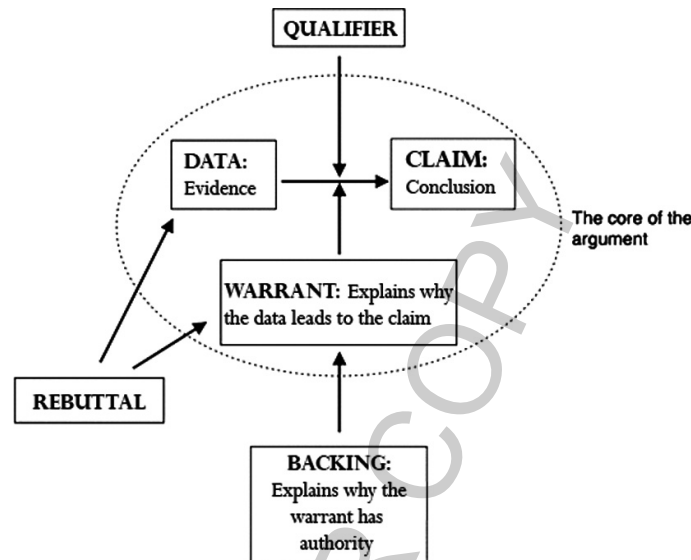 QUALIFIER
DATA:
Evidence
CLAIM:
Conclusion
The core of the
argument
WARRANT: Explains why
the data leads to the claim
REBUTTAL
BACKING:
Explains why the
warrant has
authority
COPY